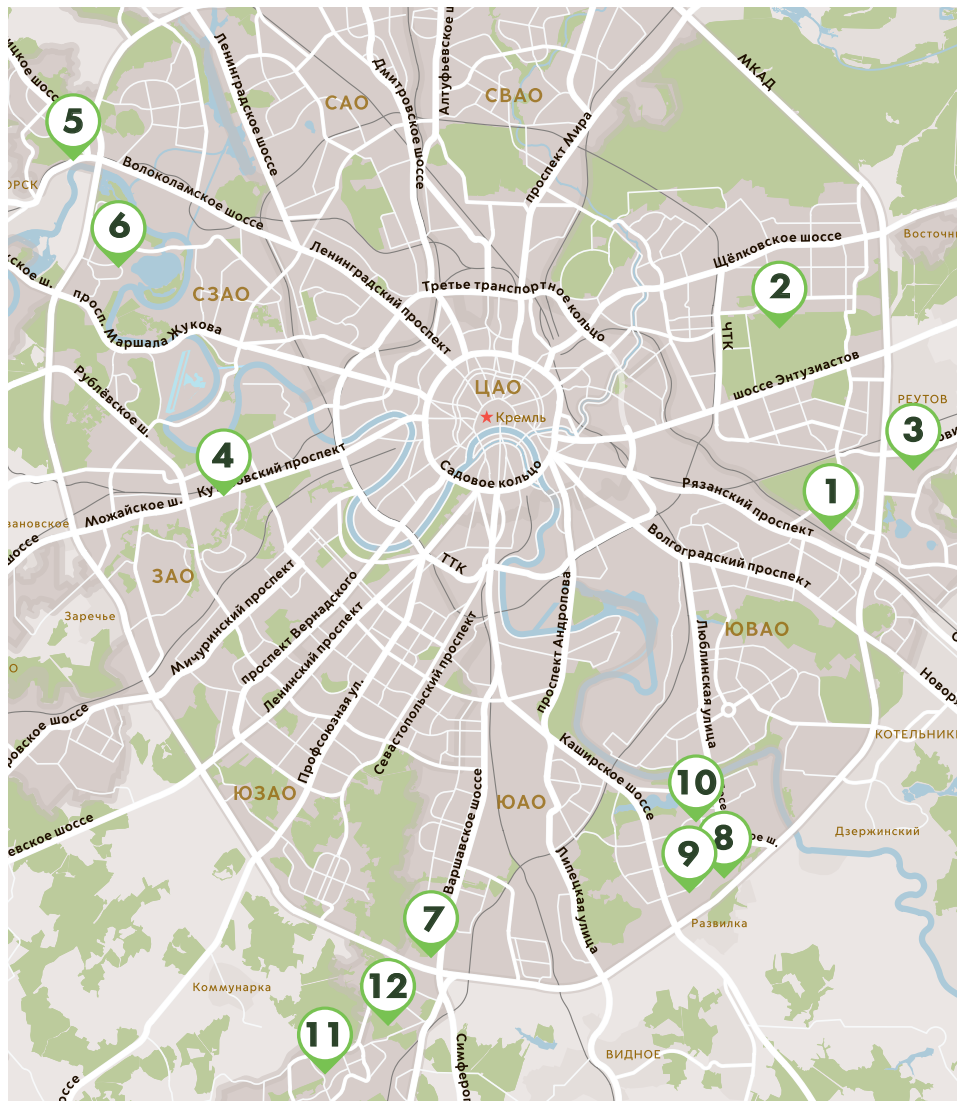 МКАД
Ленинградское шоссе
Дмитровское шоссе
Алтуфьевское ш
САО
СВАО
проспект Мира
5
ОРСК
Волоколамское шоссе
6
Щёлковское шоссе
Ленинградский проспект
Третье транспортное кольцо
2
СЗАО
просп. Маршала Жукова
ЧТК
Рублёвское ш.
ЦАО
Кремль
шоссе Энтузиастов
РЕУТОВ
3
4
Садовое кольцо
1
Рязанский проспект
Можайское ш.
Волгоградский проспект
ТТК
ЗАО
Заречье
Мичуринский проспект
проспект Вернадского
Ленинский проспект
Профсоюзная ул.
Севастопольский проспект
проспект Андропова
Люблинская улица
ЮВАО
КОТЕЛЬНИК
Каширское шоссе
ЮЗАО
ЮАО
10
8
9
Дзержинский
Варшавское шоссе
Липецкая улица
7
Развилка
12
Коммунарка
11
ВИДНОЕ